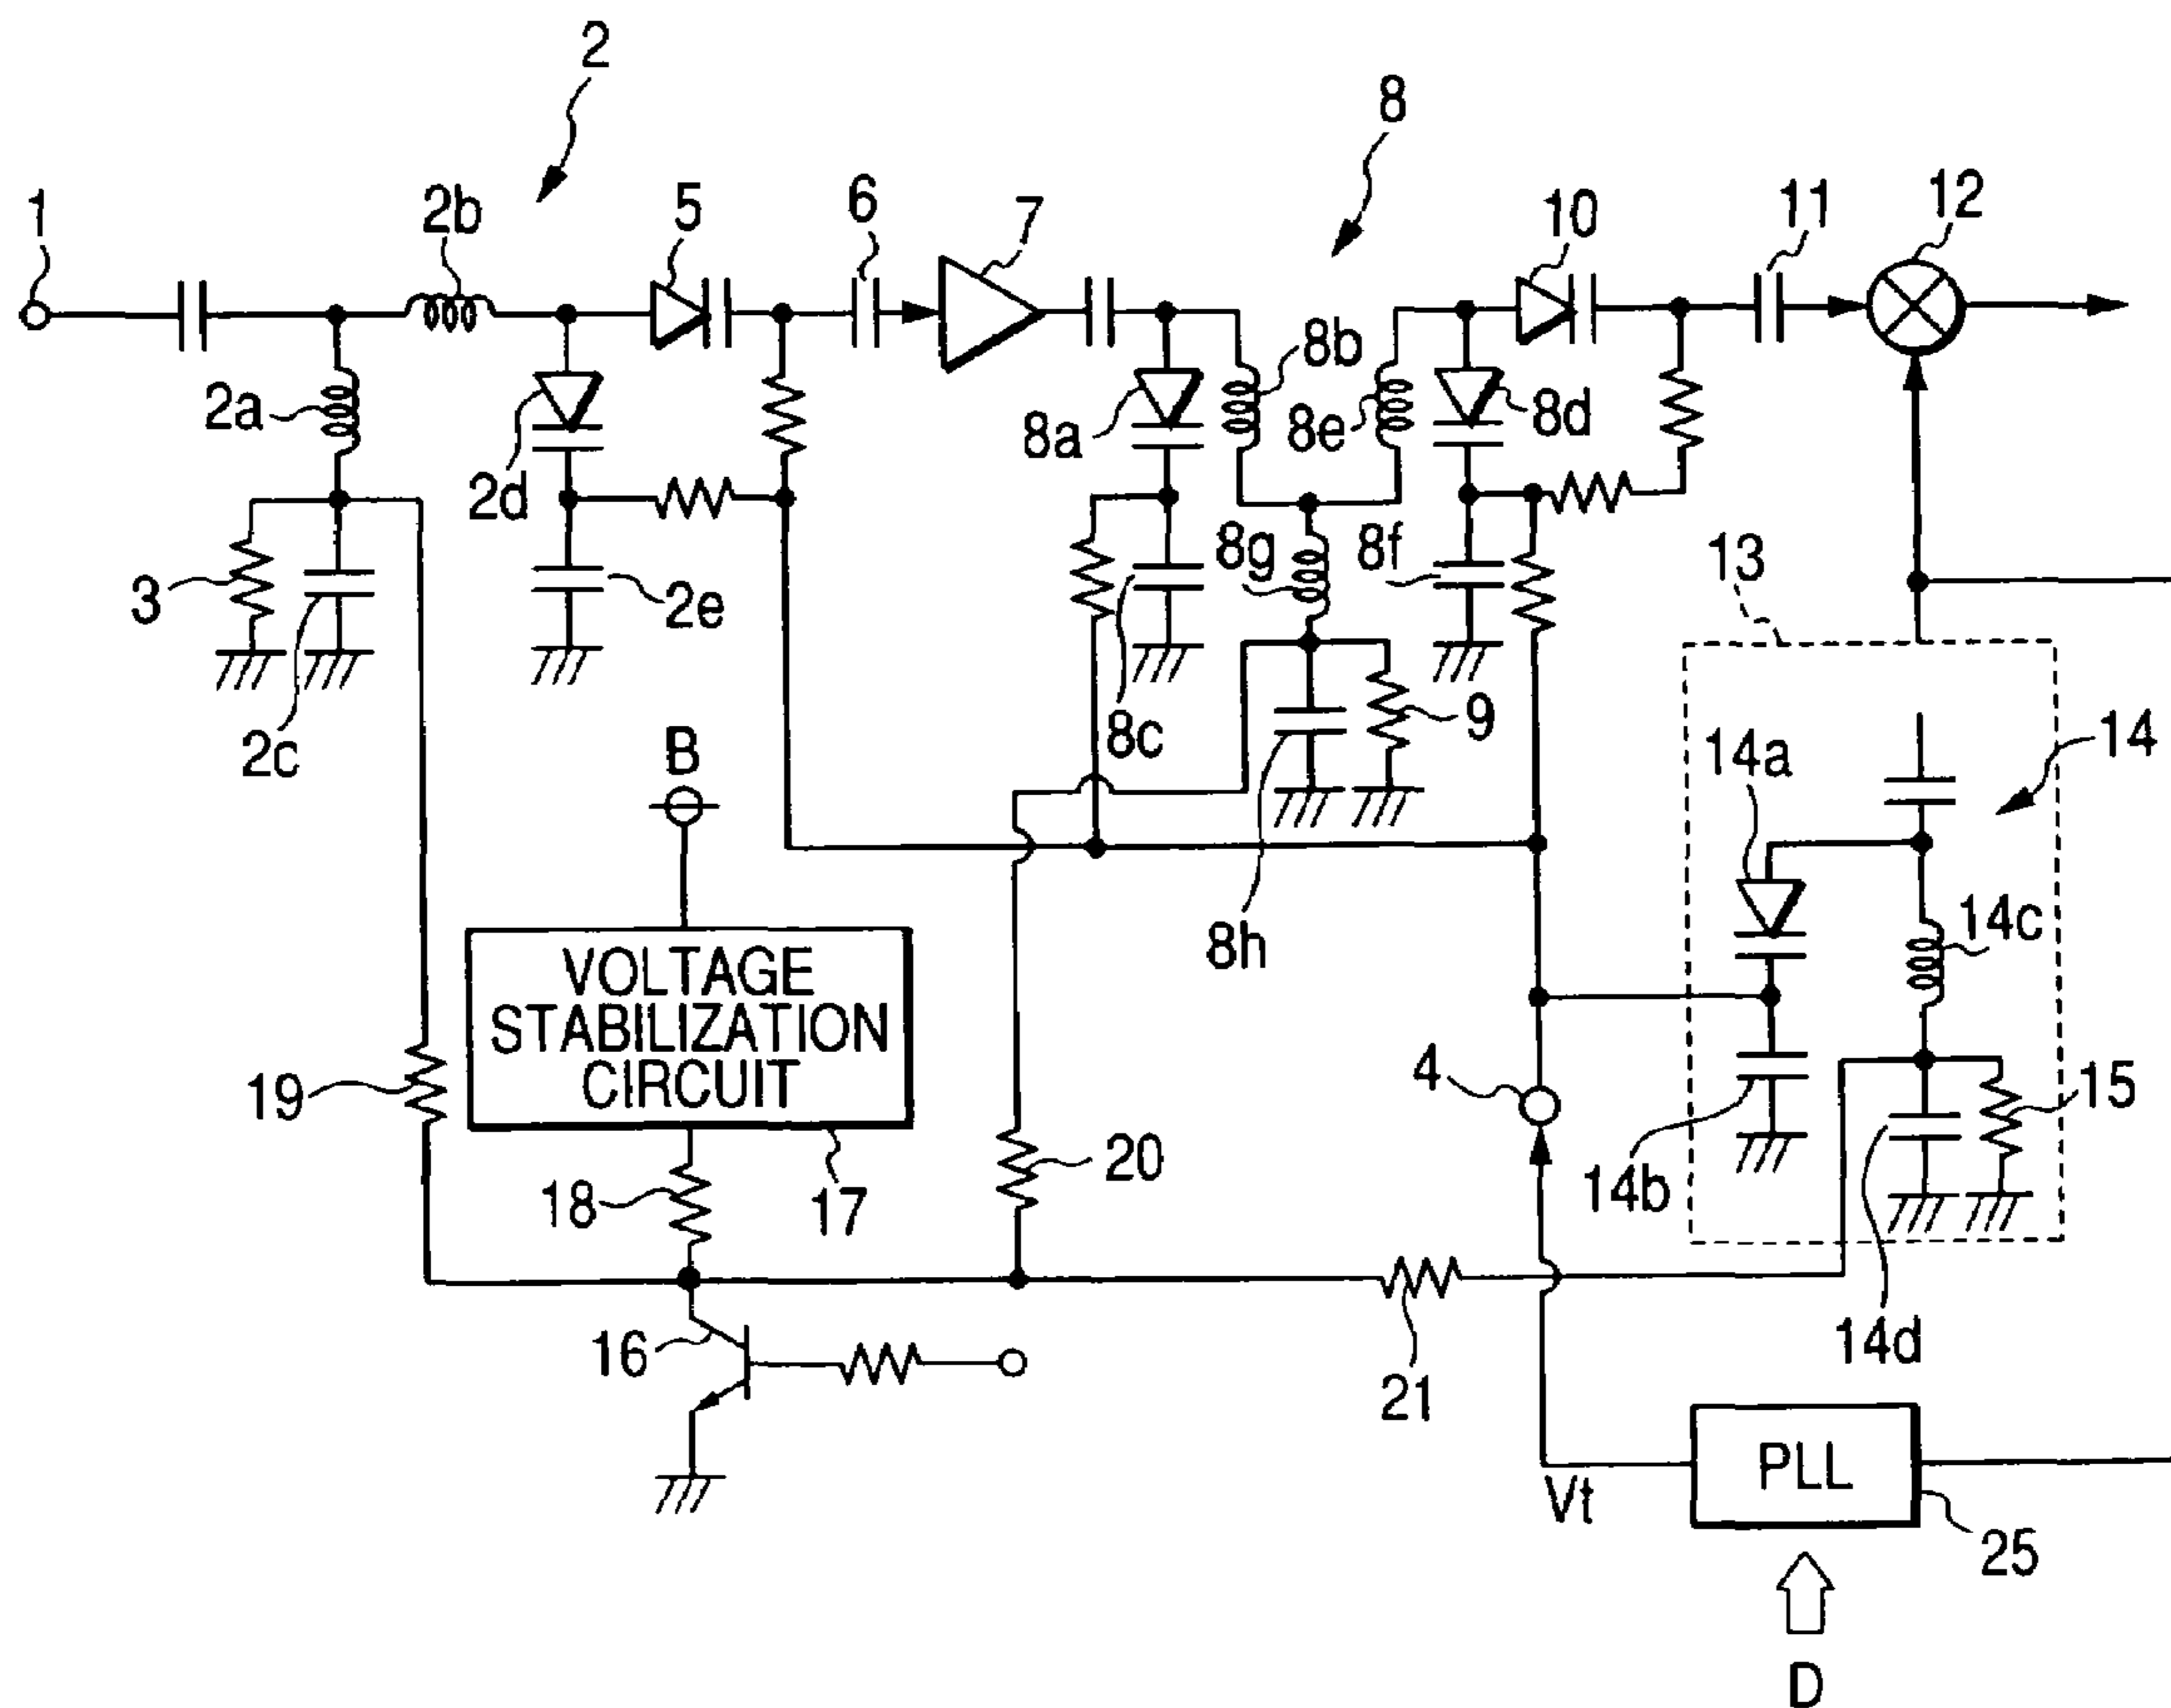 2
8
1
2b
5
6
7
10
11
12
2a
8b
8a
8e
8d
2d
3
2e
8g
8f
13
2c
8c
9
B
14a
14
8h
14c
VOLTAGE
STABILIZATION
CIRCUIT
19
4
15
20
18
17
14b
16
14d
21
PLL
Vt
25
D